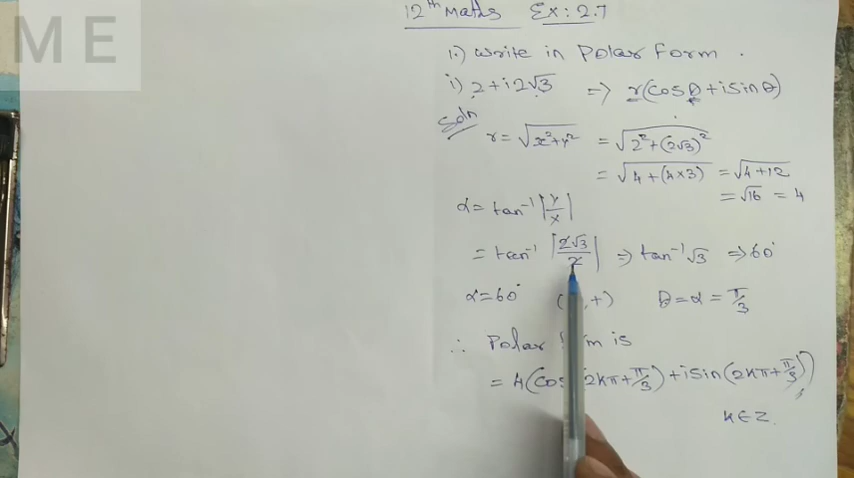 ME
12th Maths Ex: 2.7
1.) Write in Polar form.
i) 2+i2√3 => r(cosθ+isinθ)
Soln
r = √x²+y² = √2²+(2√3)²
= √4+(4×3) = √4+12
= √16 = 4
α = tan⁻¹ |y/x|
= tan⁻¹ |2√3/2| => tan⁻¹√3 => 60°
α = 60° ( ,+) θ = α = π/3
∴ Polar is
= 4(cos 2kπ+π/3)+isin(2kπ+π/3))
k∈Z.